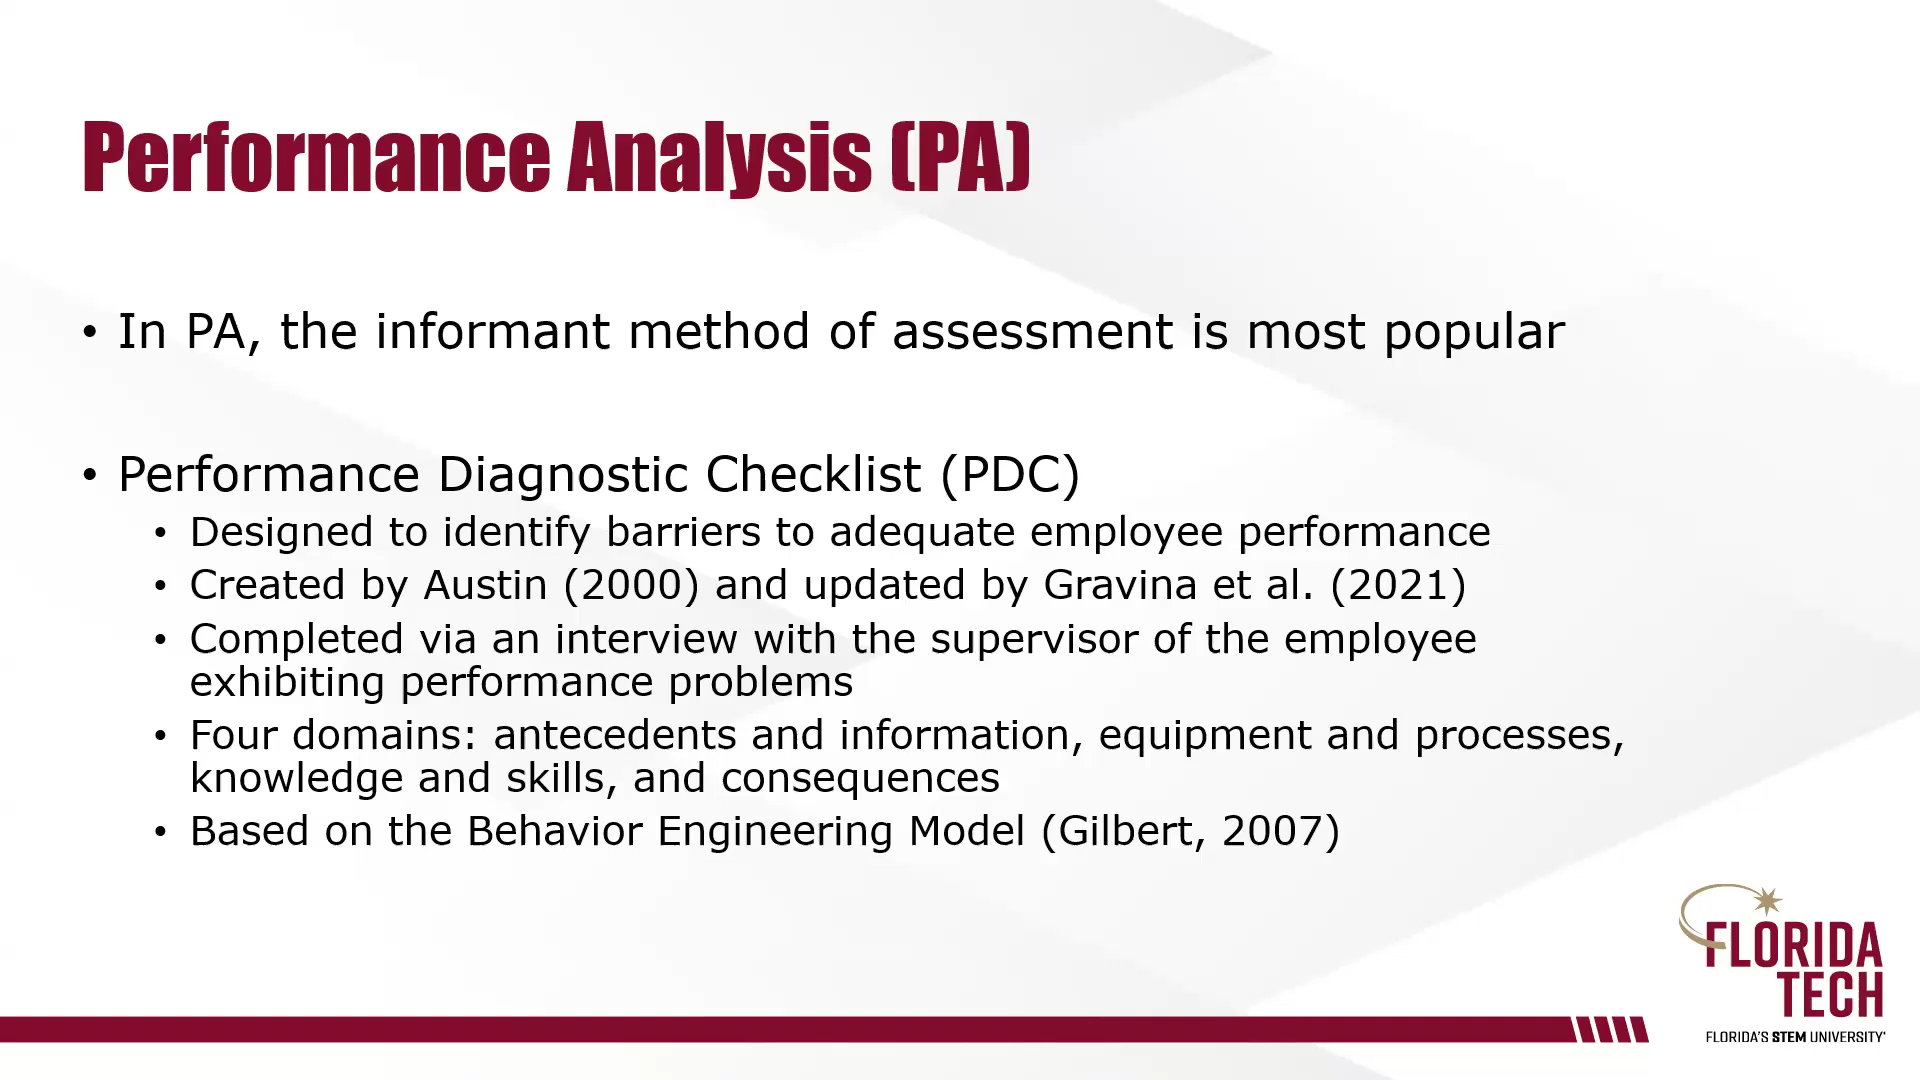 Performance Analysis (PA)
• In PA, the informant method of assessment is most popular
• Performance Diagnostic Checklist (PDC)
• Designed to identify barriers to adequate employee performance
• Created by Austin (2000) and updated by Gravina et al. (2021)
• Completed via an interview with the supervisor of the employee
exhibiting performance problems
• Four domains: antecedents and information, equipment and processes,
knowledge and skills, and consequences
• Based on the Behavior Engineering Model (Gilbert, 2007)
FLORIDA
TECH
FLORIDA'S STEM UNIVERSITY